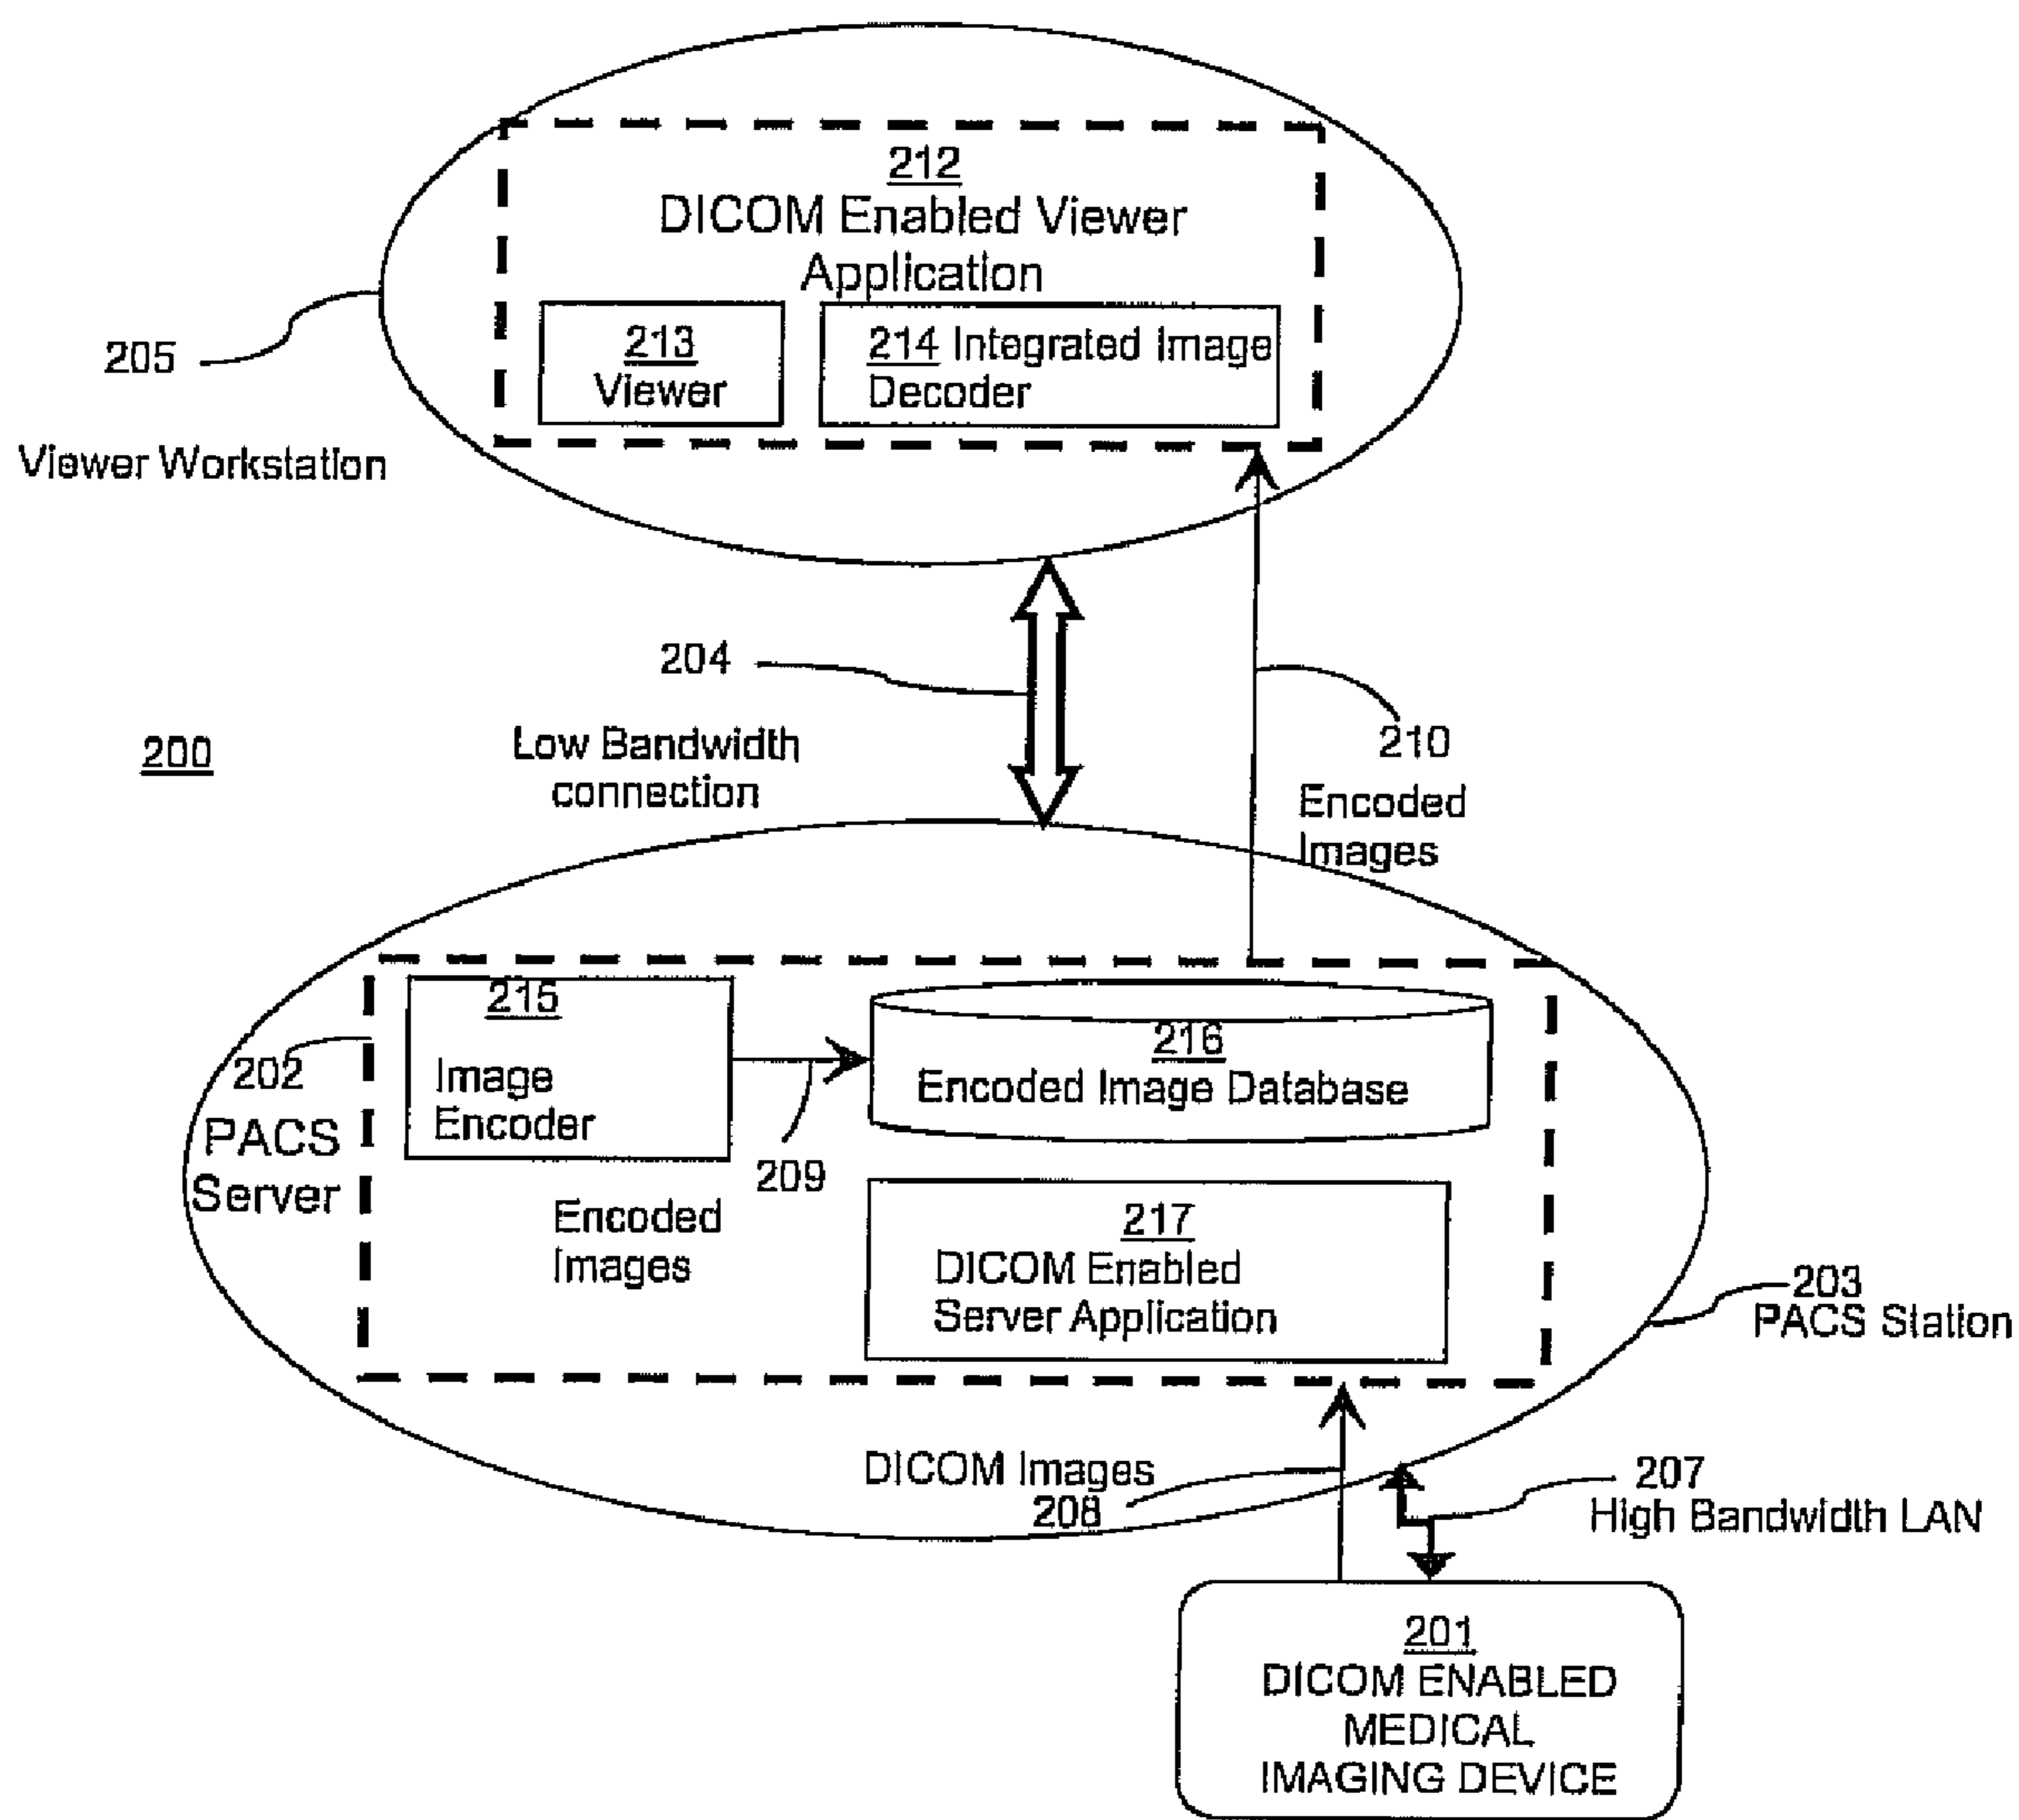 212
DICOM Enabled Viewer
Application
213
Viewer
214 Integrated Image
Decoder
205
Viewer Workstation
204
Low Bandwidth
connection
200
210
Encoded
Images
215
Image
Encoder
216
Encoded Image Database
202
PACS
Server
209
Encoded
Images
217
DICOM Enabled
Server Application
203
PACS Station
DICOM Images
208
207
High Bandwidth LAN
201
DICOM ENABLED
MEDICAL
IMAGING DEVICE